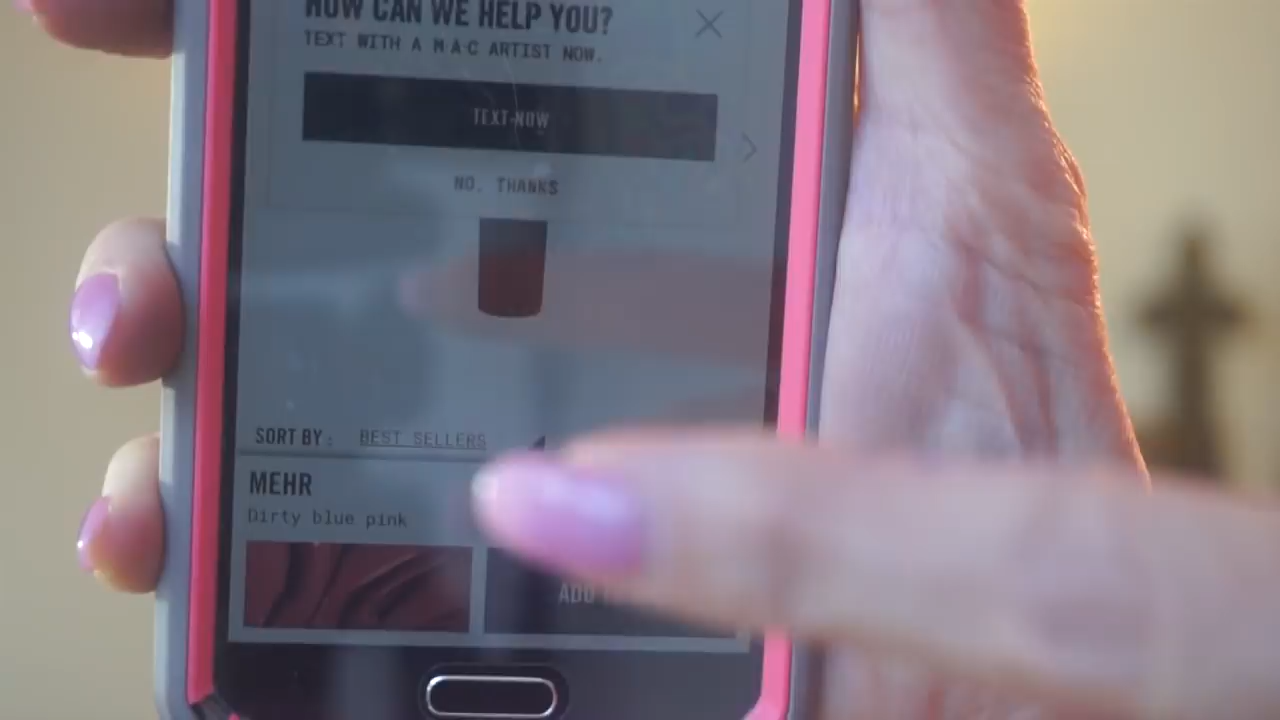 HOW CAN WE HELP YOU?
TEXT WITH A M·A·C ARTIST NOW.
TEXT NOW
NO, THANKS
SORT BY: BEST SELLERS
MEHR
Dirty blue pink
ADD